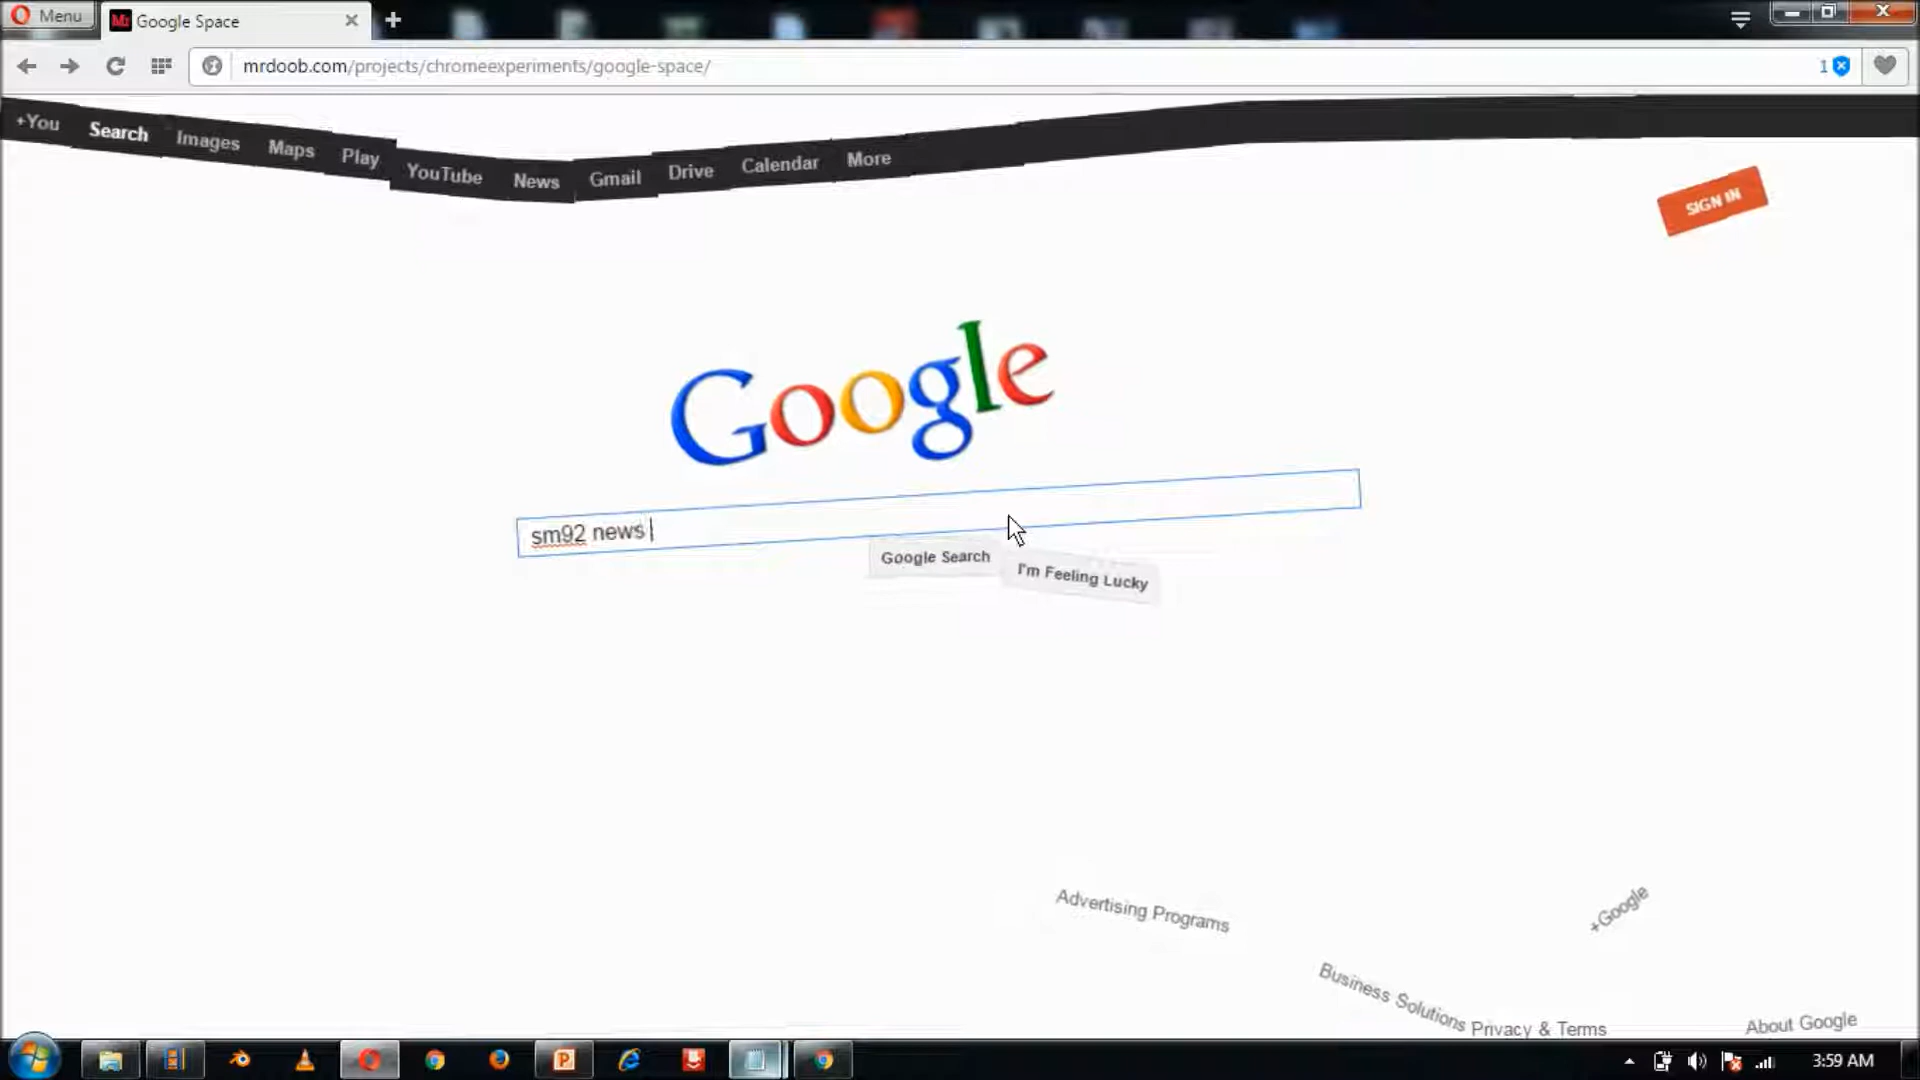 Menu
Google Space
mrdoob.com/projects/chromeexperiments/google-space/
1
+You Search Images Maps Play YouTube News Gmail Drive Calendar More
SIGN IN
Google
sm92 news
Google Search
I'm Feeling Lucky
Advertising Programs
+Google
Business Solutions
Privacy & Terms
About Google
3:59 AM